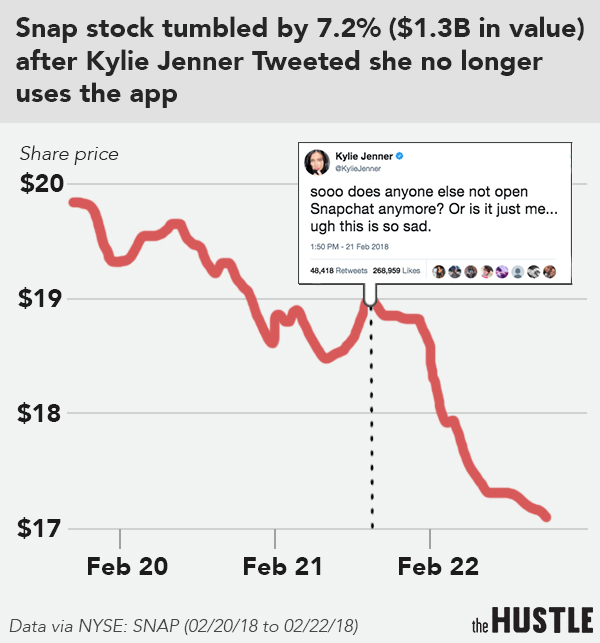 Snap stock tumbled by 7.2% ($1.3B in value)
after Kylie Jenner Tweeted she no longer
uses the app
Share price
$20
Kylie Jenner
@KylieJenner
sooo does anyone else not open
Snapchat anymore? Or is it just me...
ugh this is so sad.
1:50 PM - 21 Feb 2018
48,418 Retweets 268,959 Likes
$19
$18
$17
Feb 20 Feb 21 Feb 22
Data via NYSE: SNAP (02/20/18 to 02/22/18)
the HUSTLE